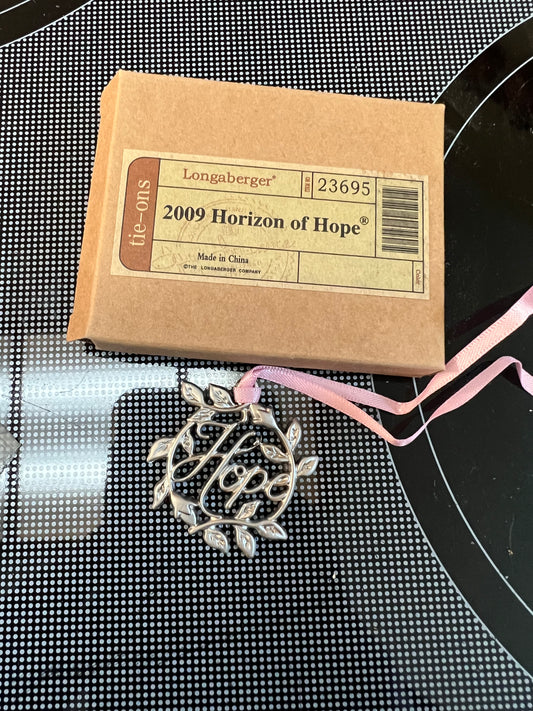 tie-ons
Longaberger®
23695
2009 Horizon of Hope®
Made in China
©THE LONGABERGER COMPANY
Hope